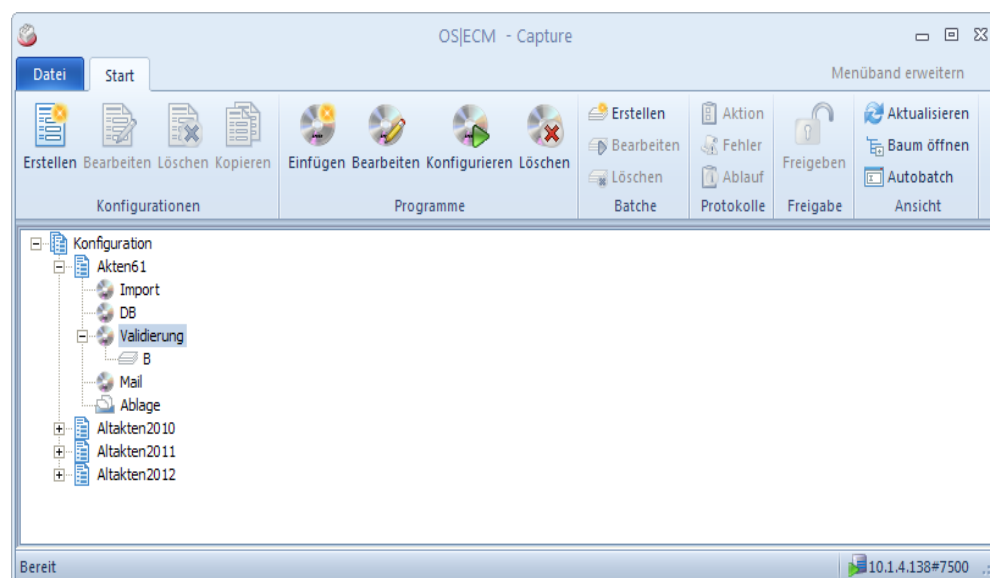 OS|ECM - Capture
Datei Start Menüband erweitern
Erstellen Bearbeiten Löschen Kopieren
Konfigurationen
Einfügen Bearbeiten Konfigurieren Löschen
Programme
Erstellen
Bearbeiten
Löschen
Batche
Aktion
Fehler
Ablauf
Protokolle
Freigeben
Freigabe
Aktualisieren
Baum öffnen
Autobatch
Ansicht
Konfiguration
Akten61
Import
DB
Validierung
B
Mail
Ablage
Altakten2010
Altakten2011
Altakten2012
Bereit 10.1.4.138#7500